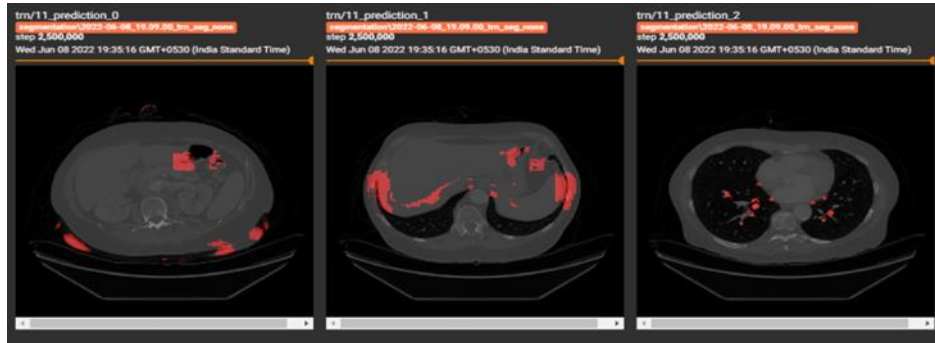 trn/11_prediction_0
segmentation\2022-06-08_19.09.00_trn_seg_none
step 2,500,000
Wed Jun 08 2022 19:35:16 GMT+0530 (India Standard Time)
trn/11_prediction_1
segmentation\2022-06-08_19.09.00_trn_seg_none
step 2,500,000
Wed Jun 08 2022 19:35:16 GMT+0530 (India Standard Time)
trn/11_prediction_2
segmentation\2022-06-08_19.09.00_trn_seg_none
step 2,500,000
Wed Jun 08 2022 19:35:16 GMT+0530 (India Standard Time)